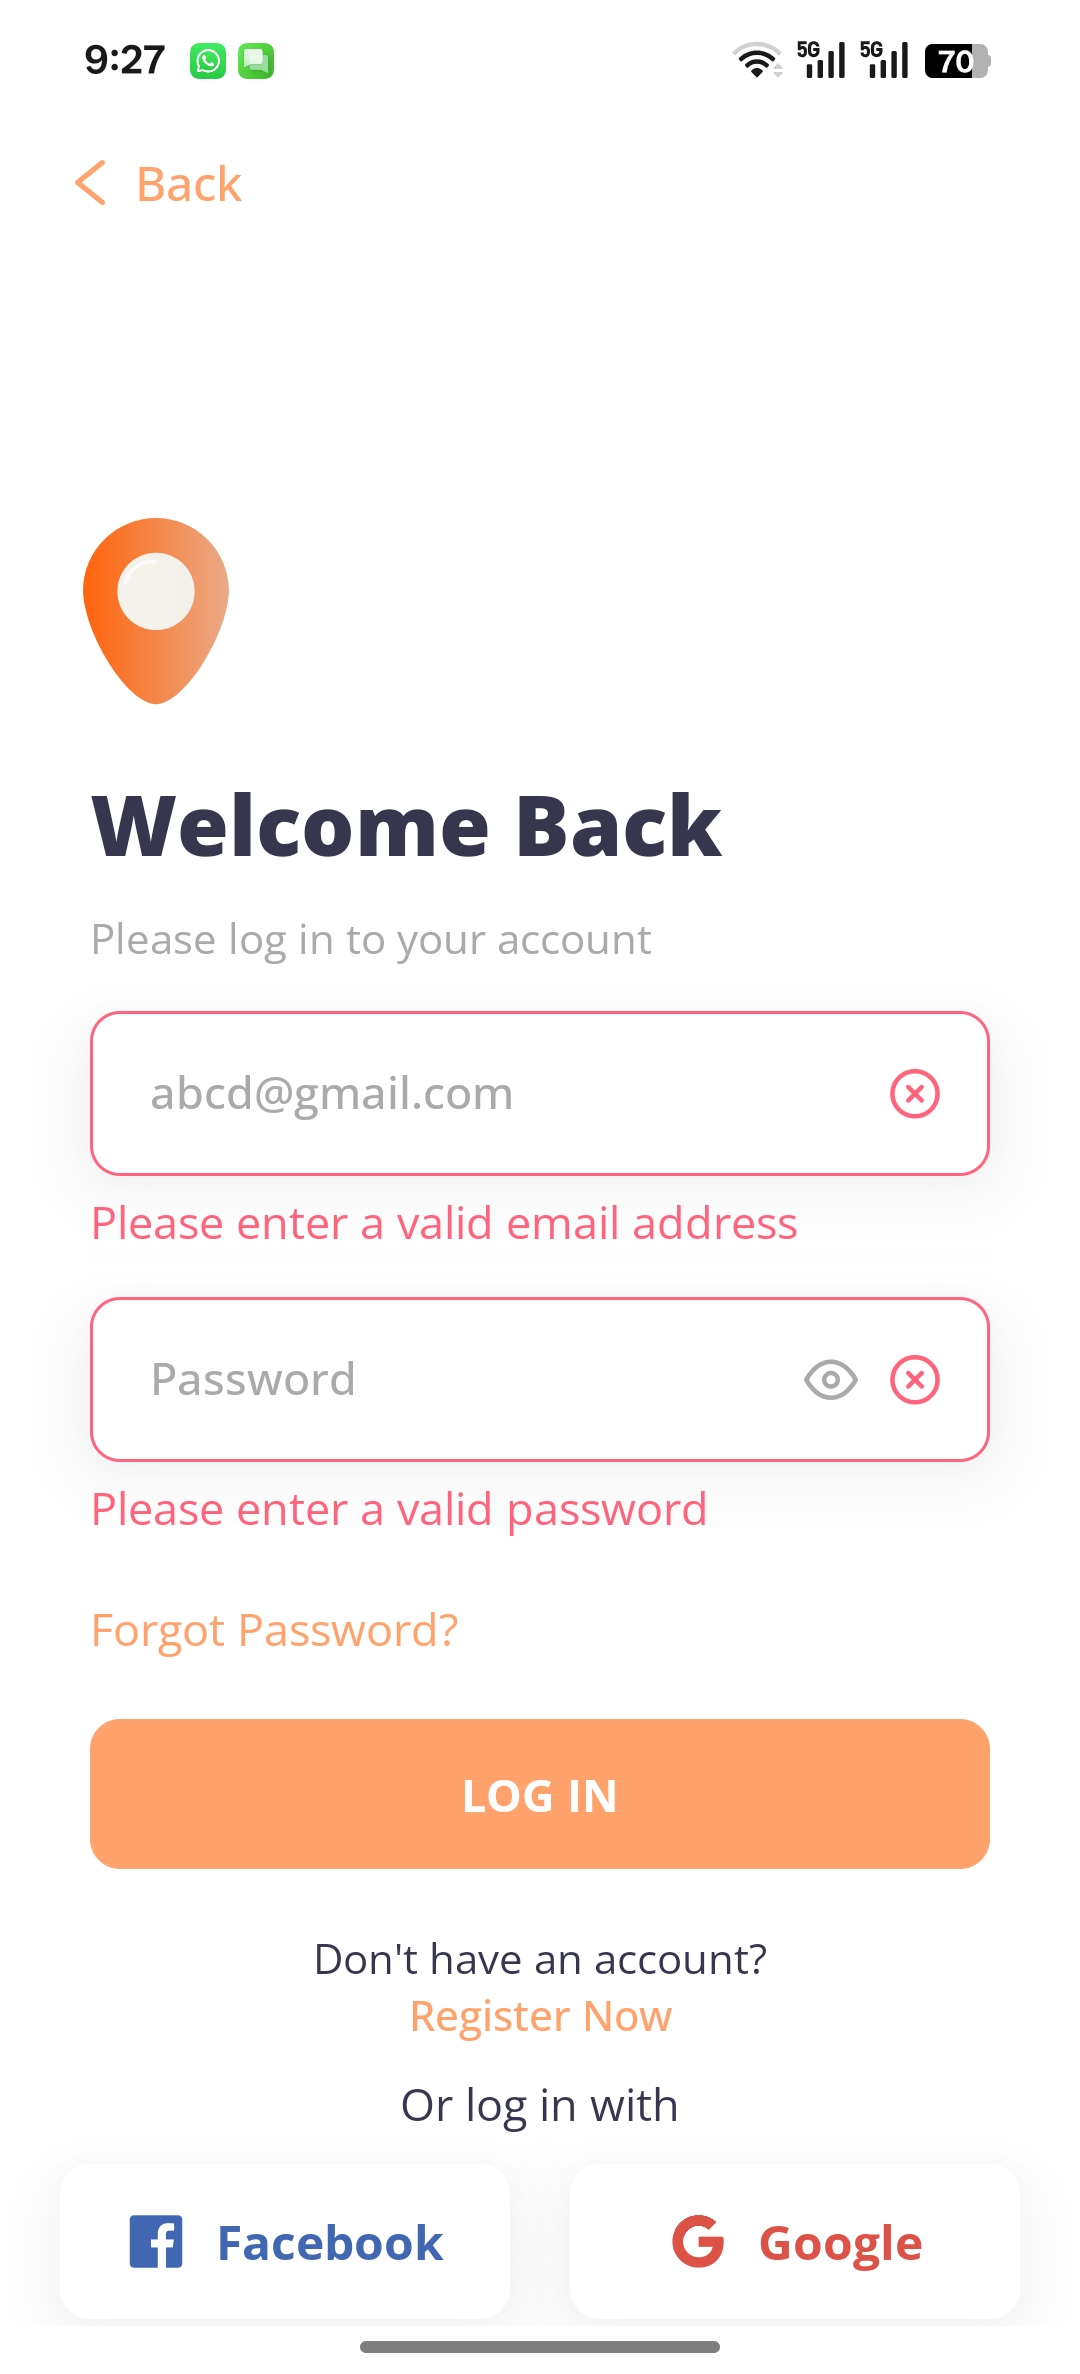 9:27
5G 5G 70
Back
Welcome Back
Please log in to your account
abcd@gmail.com
Please enter a valid email address
Password
Please enter a valid password
Forgot Password?
LOG IN
Don't have an account?
Register Now
Or log in with
Facebook Google